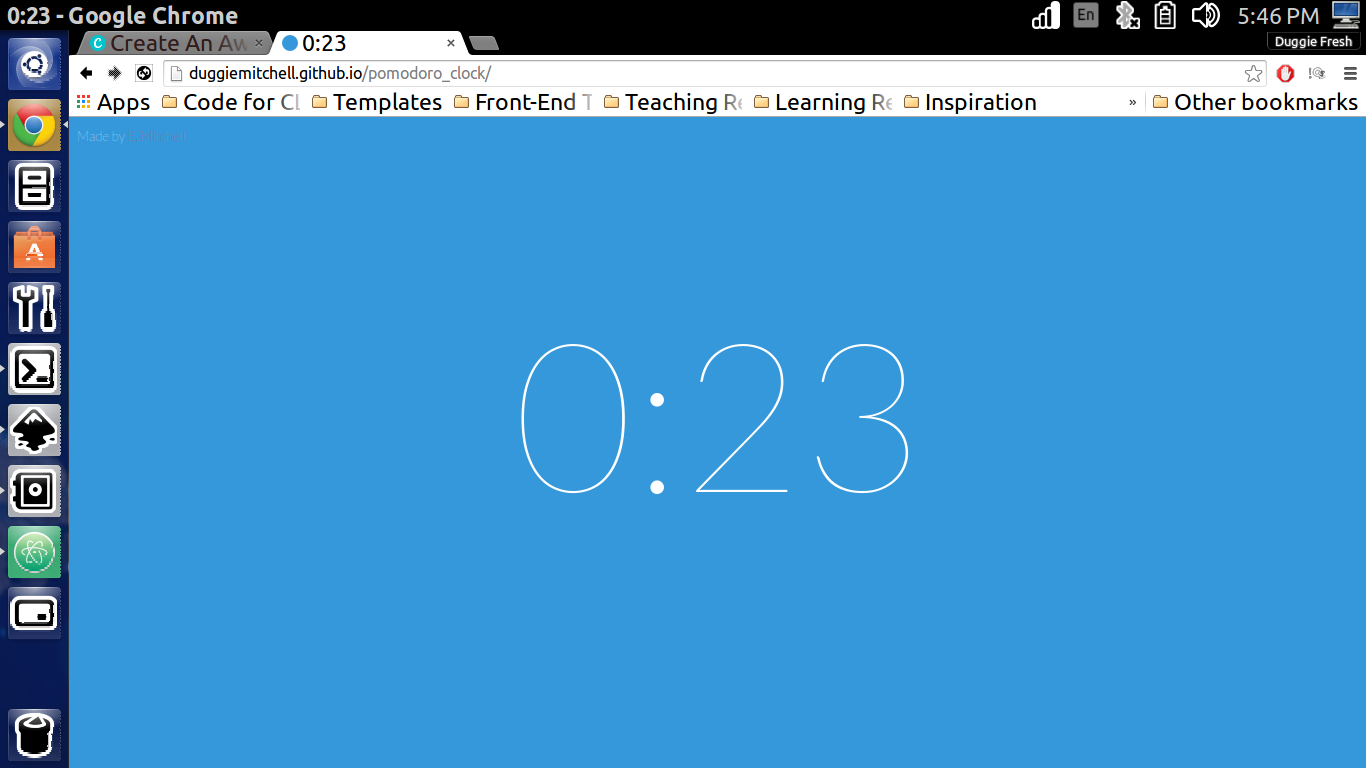 0:23 - Google Chrome
En
5:46 PM
Create An Aw
0:23
Duggie Fresh
duggiemitchell.github.io/pomodoro_clock/
Apps Code for Cl Templates Front-End T Teaching Re Learning Re Inspiration » Other bookmarks
Made by
0:23